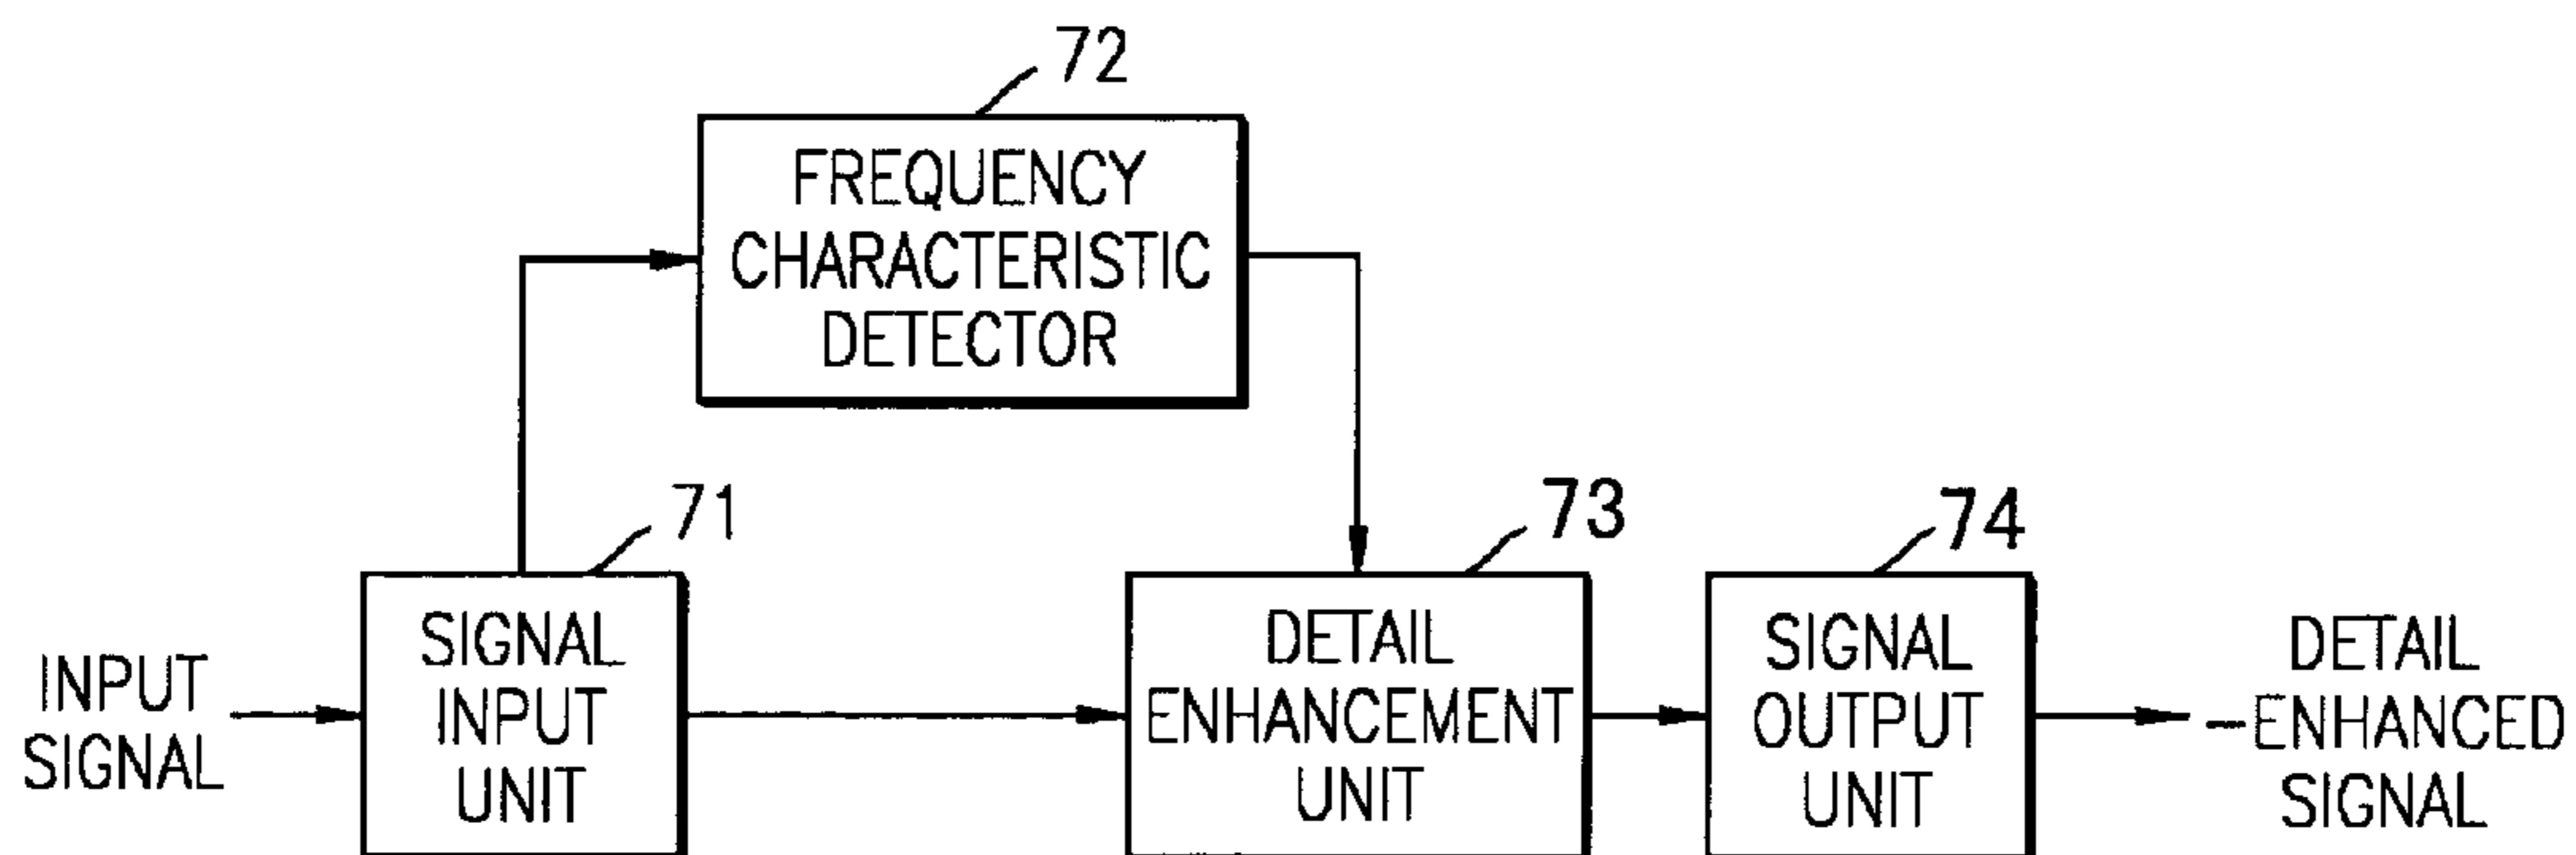 72
FREQUENCY
CHARACTERISTIC
DETECTOR
71
73
74
INPUT
SIGNAL
SIGNAL
INPUT
UNIT
DETAIL
ENHANCEMENT
UNIT
SIGNAL
OUTPUT
UNIT
DETAIL
-ENHANCED
SIGNAL